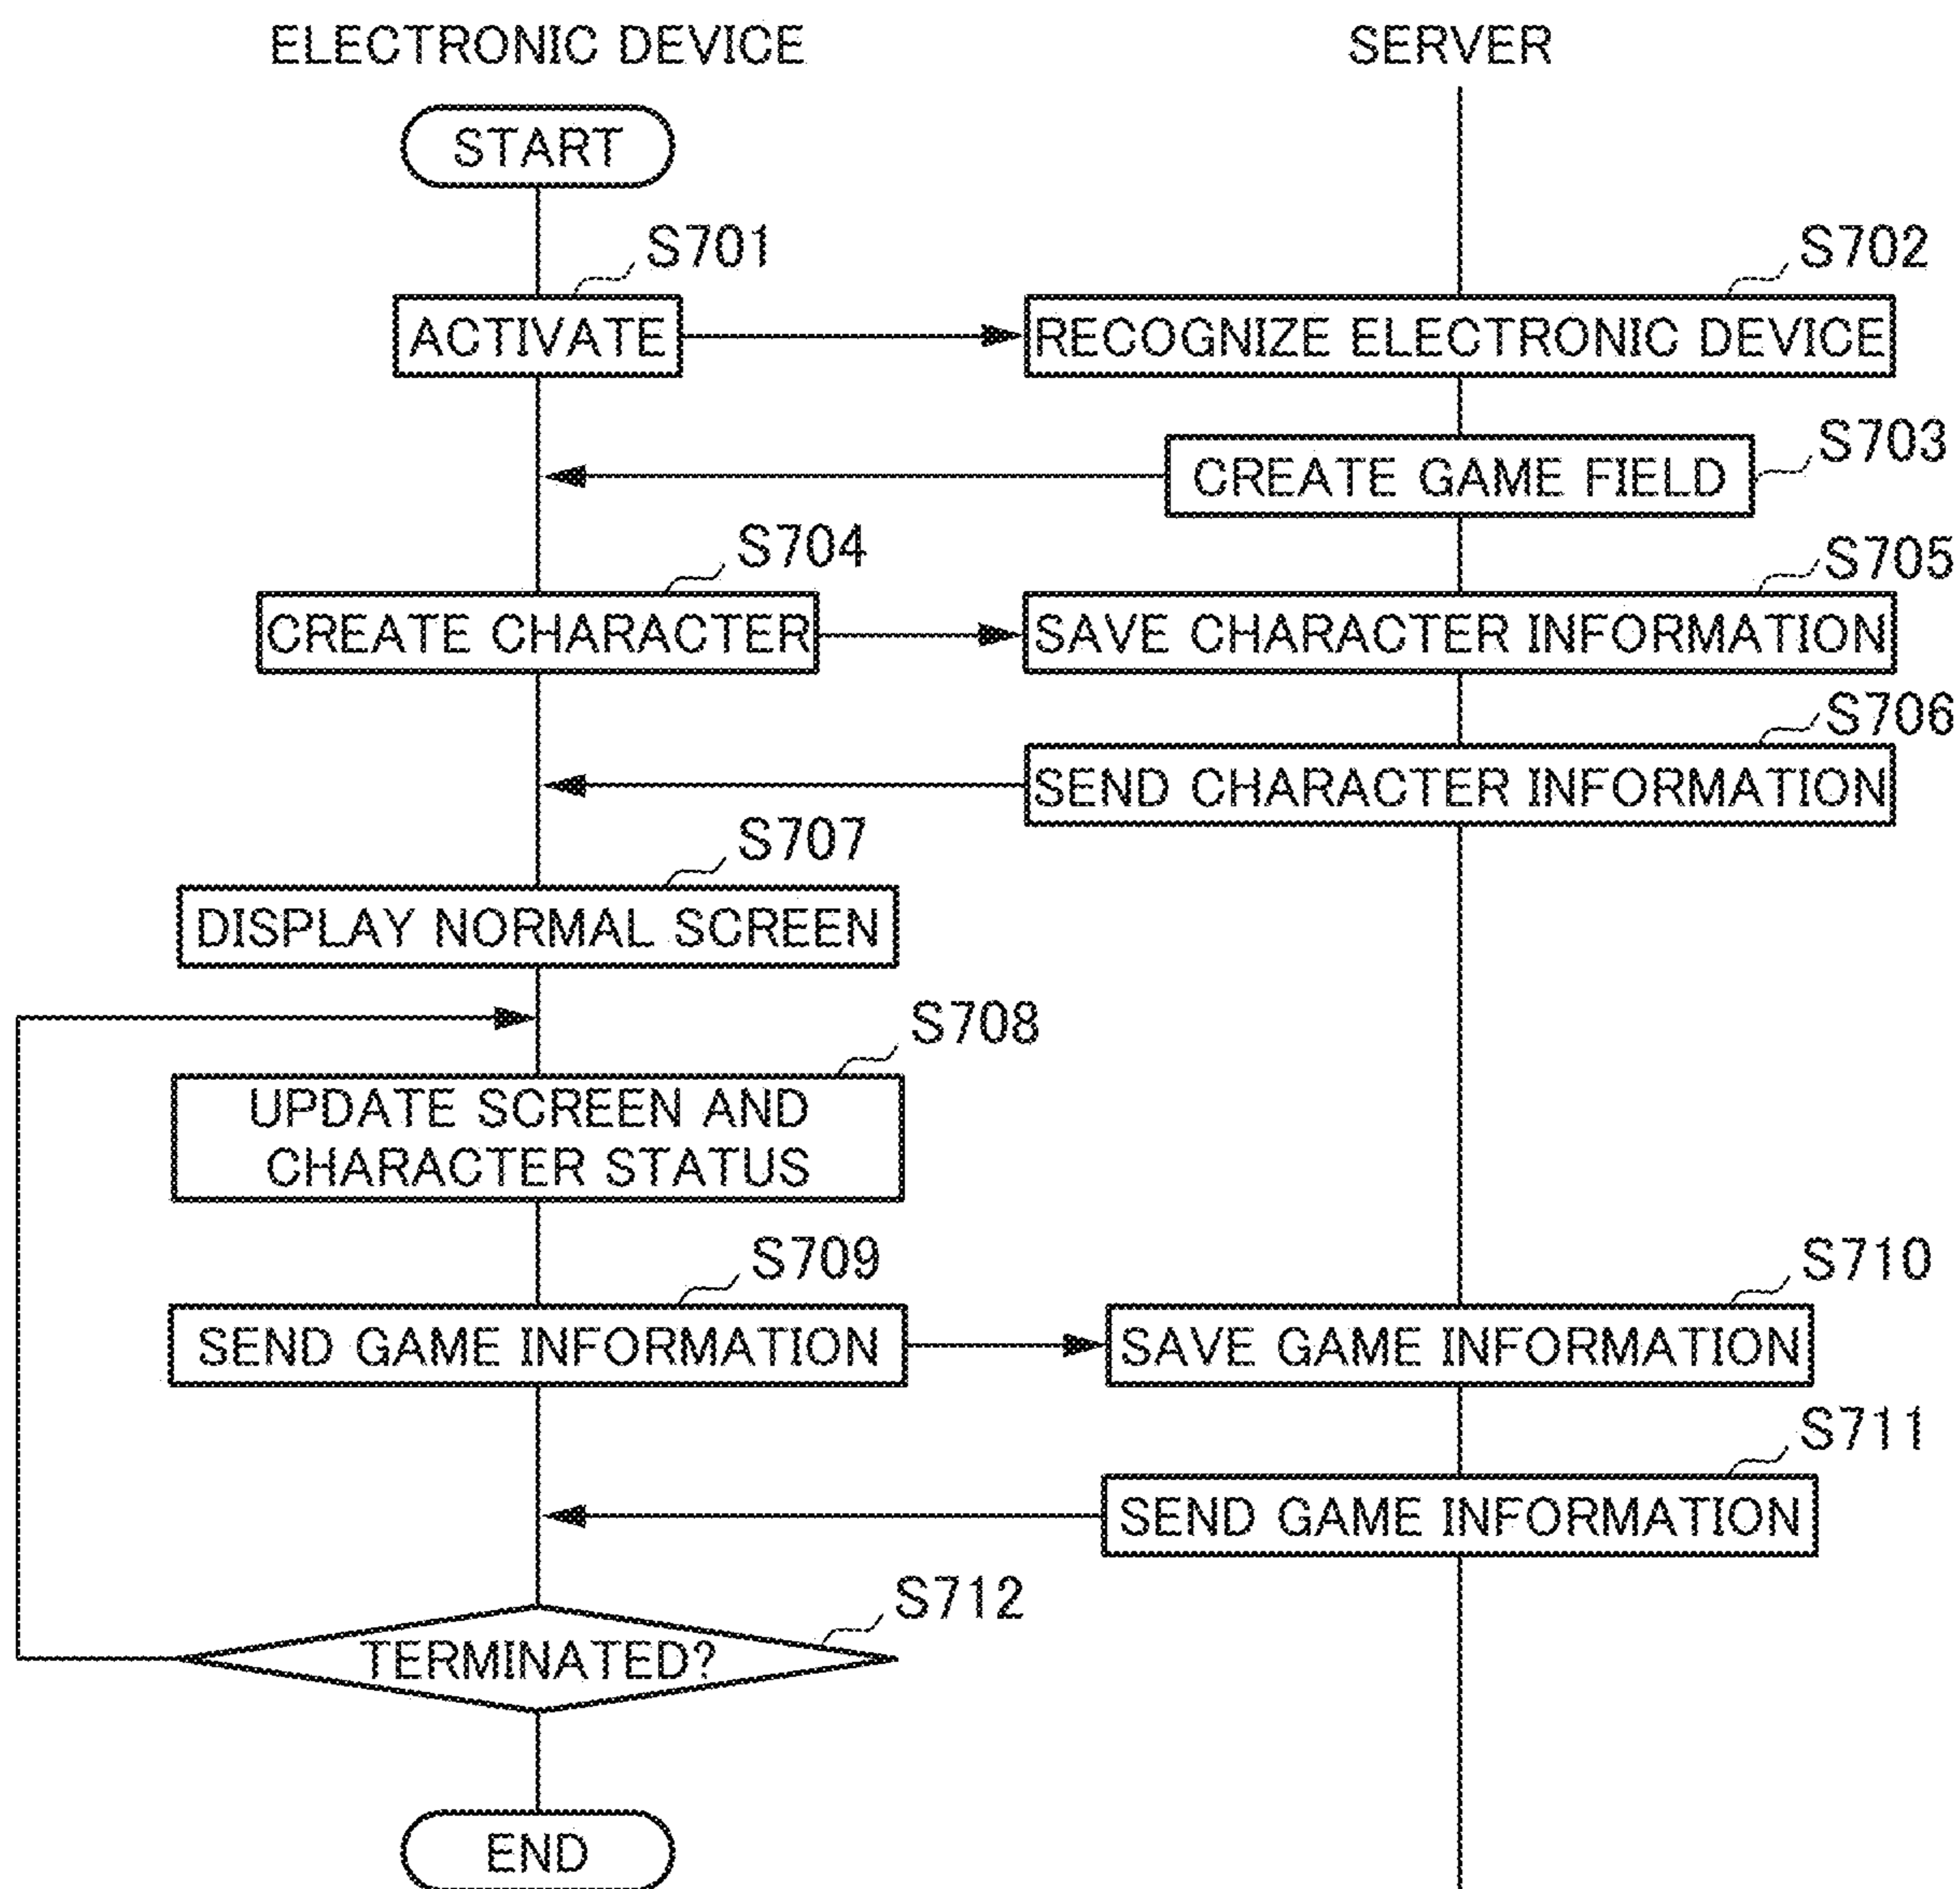 ELECTRONIC DEVICE
SERVER
START
S701
S702
ACTIVATE
RECOGNIZE ELECTRONIC DEVICE
S703
CREATE GAME FIELD
S704
S705
CREATE CHARACTER
SAVE CHARACTER INFORMATION
S706
SEND CHARACTER INFORMATION
S707
DISPLAY NORMAL SCREEN
S708
UPDATE SCREEN AND
CHARACTER STATUS
S709
S710
SEND GAME INFORMATION
SAVE GAME INFORMATION
S711
SEND GAME INFORMATION
S712
TERMINATED?
END